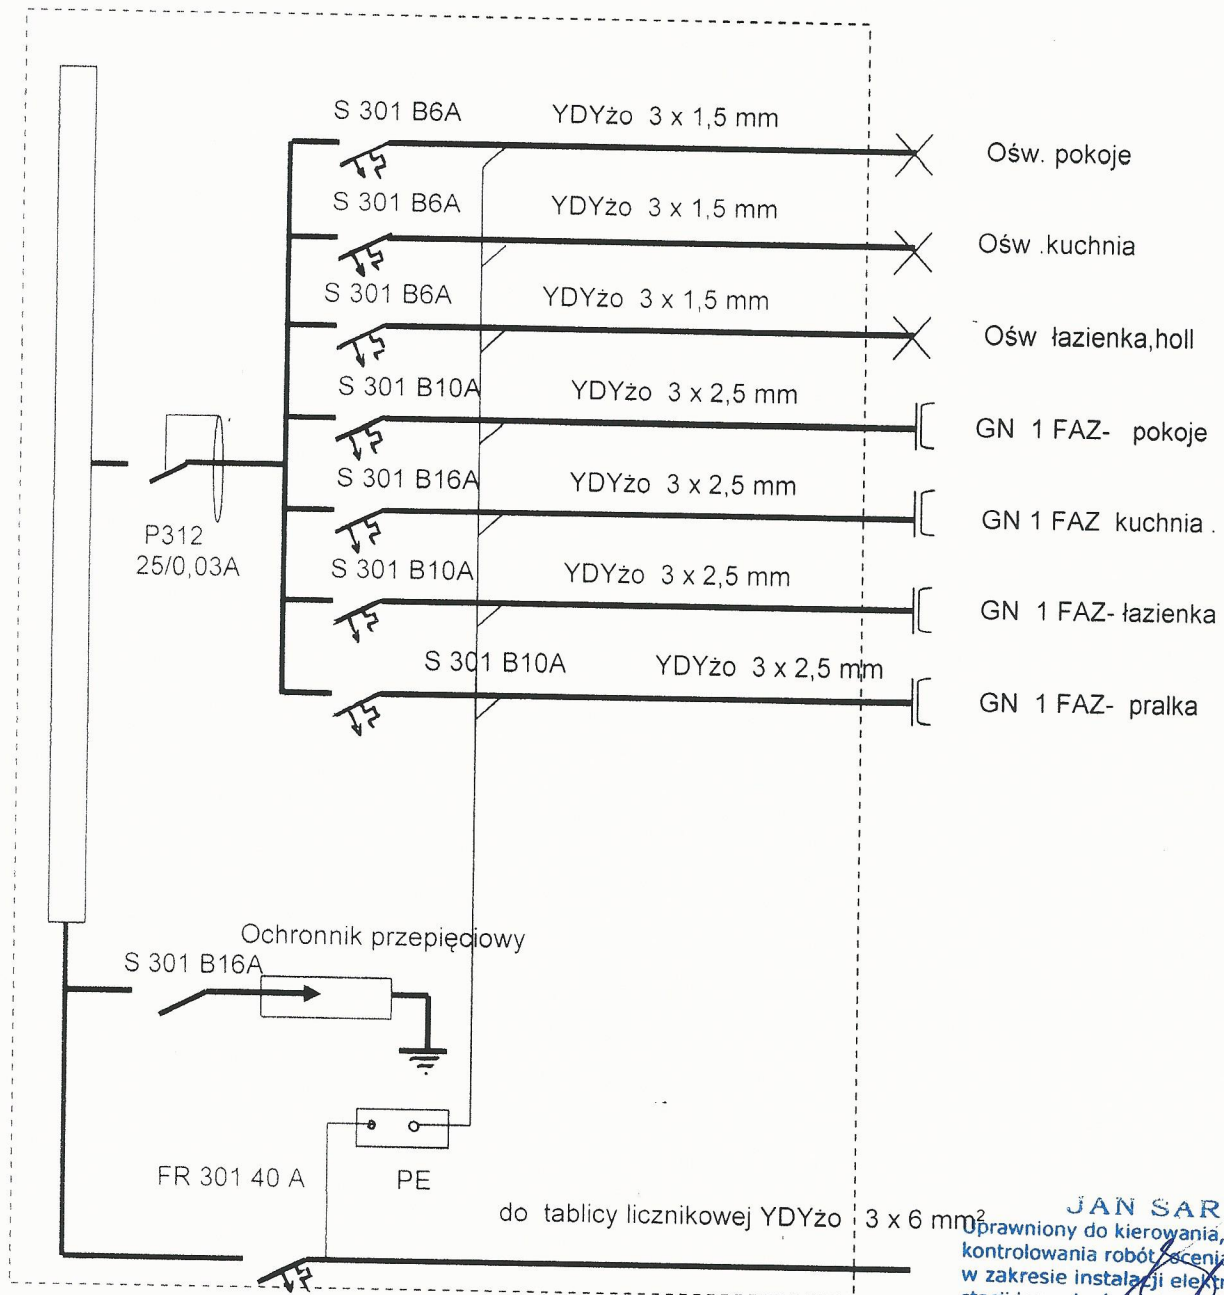 S 301 B6A YDYżo 3 x 1,5 mm
Ośw. pokoje
S 301 B6A YDYżo 3 x 1,5 mm
Ośw .kuchnia
S 301 B6A YDYżo 3 x 1,5 mm
Ośw łazienka,holl
S 301 B10A YDYżo 3 x 2,5 mm
GN 1 FAZ- pokoje
S 301 B16A YDYżo 3 x 2,5 mm
GN 1 FAZ kuchnia .
P312
25/0,03A
S 301 B10A YDYżo 3 x 2,5 mm
GN 1 FAZ- łazienka
S 301 B10A YDYżo 3 x 2,5 mm
GN 1 FAZ- pralka
Ochronnik przepięciowy
S 301 B16A
FR 301 40 A
PE
do tablicy licznikowej YDYżo 3 x 6 mm²
JAN SAR
Uprawniony do kierowania,
kontrolowania robót, ocenia
w zakresie instalacji elektr